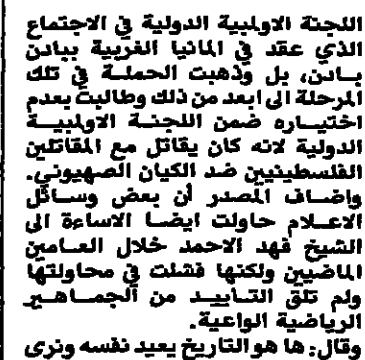 اللجنة الاولمبية الدولية في الاجتماع
الذي عقد في المانيا الغربية ببادن
بادن، بل وذهبت الحملة في تلك
المرحلة الى ابعد من ذلك وطالبت بعدم
اختياره ضمن اللجنة الاولمبية
الدولية لانه كان يقاتل مع المقاتلين
الفلسطينيين ضد الكيان الصهيوني.
واضاف المصدر أن بعض وسائل
الاعلام حاولت ايضا الاساءة الى
الشيخ فهد الاحمد خلال العامين
الماضيين ولكنها فشلت في محاولتها
ولم تلق التأييد من الجماهير
الرياضية الواعية.
وقال: ها هو التاريخ يعيد نفسه ونرى